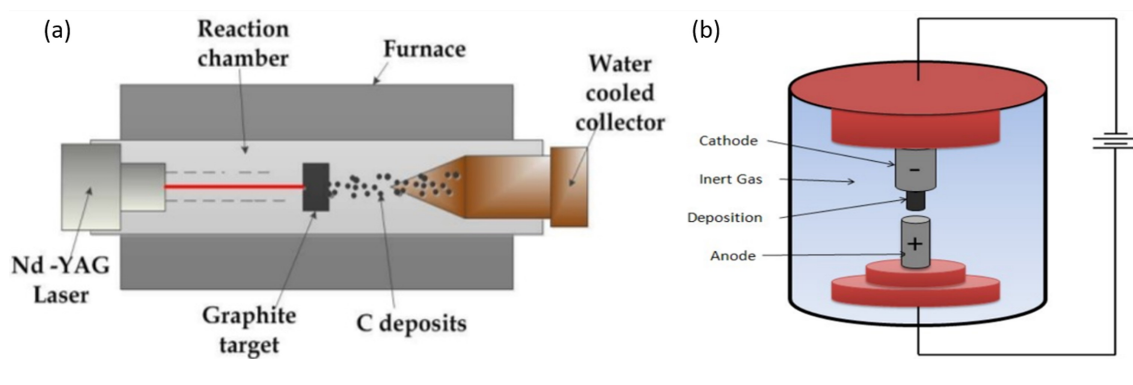 (a)
Reaction
chamber
Furnace
Water
cooled
collector
Nd -YAG
Laser
Graphite
target
C deposits
(b)
Cathode
Inert Gas
Deposition
Anode
-
+